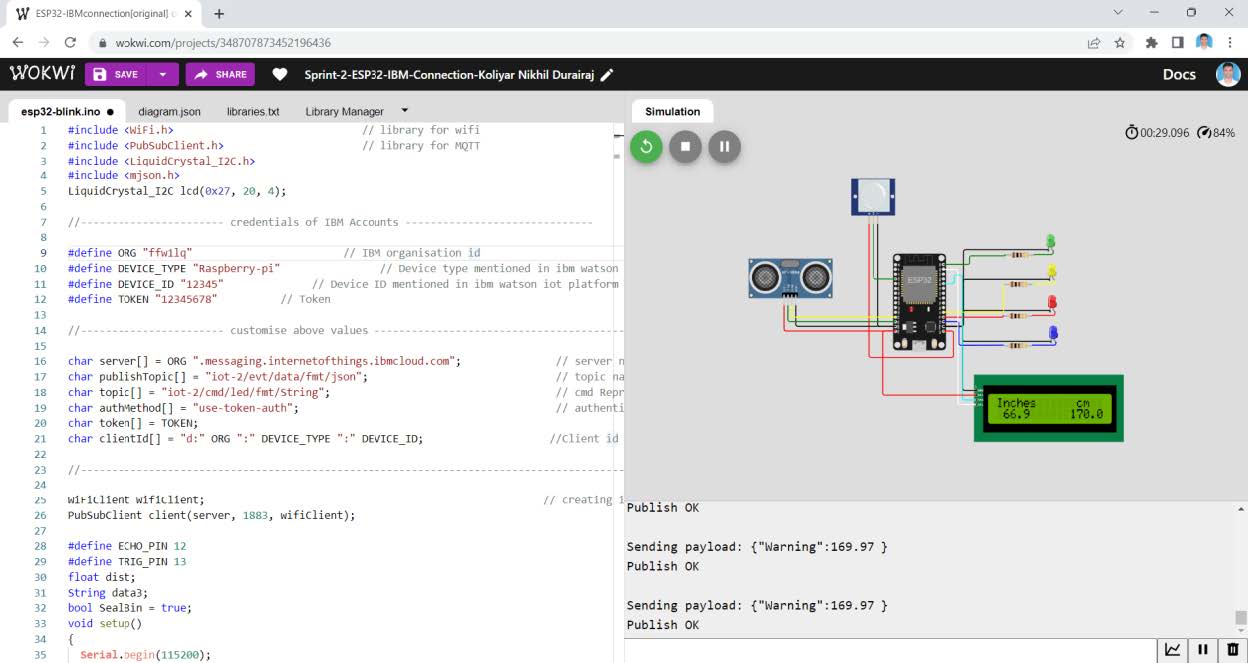 ESP32-IBMconnection(original)
wokwi.com/projects/348707873452196436
WOKWI SAVE SHARE Sprint-2-ESP32-IBM-Connection-Koliyar Nikhil Durairaj Docs
esp32-blink.ino diagram.json libraries.txt Library Manager
1 #include <WiFi.h> // library for wifi
2 #include <PubSubClient.h> // library for MQTT
3 #include <LiquidCrystal_I2C.h>
4 #include <mjson.h>
5 LiquidCrystal_I2C lcd(0x27, 20, 4);
6
7 //----------------------- credentials of IBM Accounts ------------------------------
8
9 #define ORG "ffw1lq" // IBM organisation id
10 #define DEVICE_TYPE "Raspberry-pi" // Device type mentioned in ibm watson
11 #define DEVICE_ID "12345" // Device ID mentioned in ibm watson iot platform
12 #define TOKEN "12345678" // Token
13
14 //----------------------- customise above values ----------------------------------------
15
16 char server[] = ORG ".messaging.internetofthings.ibmcloud.com"; // server n
17 char publishTopic[] = "iot-2/evt/data/fmt/json"; // topic na
18 char topic[] = "iot-2/cmd/led/fmt/String"; // cmd Repr
19 char authMethod[] = "use-token-auth"; // authenti
20 char token[] = TOKEN;
21 char clientId[] = "d:" ORG ":" DEVICE_TYPE ":" DEVICE_ID; //Client id
22
23 //----------------------------------------------------------------------------------------
24
25 WiFiClient wifiClient; // creating i
26 PubSubClient client(server, 1883, wifiClient);
27
28 #define ECHO_PIN 12
29 #define TRIG_PIN 13
30 float dist;
31 String data3;
32 bool SealBin = true;
33 void setup()
34 {
35 Serial.begin(115200);
Simulation
00:29.096 84%
ESP32
Inches cm
66.9 170.0
Publish OK
Sending payload: {"Warning":169.97 }
Publish OK
Sending payload: {"Warning":169.97 }
Publish OK